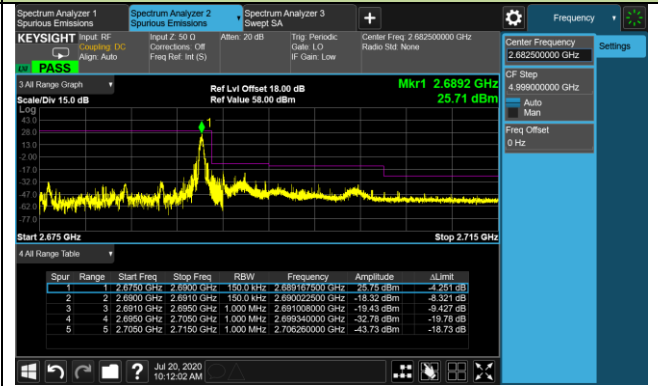 Spectrum Analyzer 1
Spurious Emissions
Spectrum Analyzer 2
Spurious Emissions
Spectrum Analyzer 3
Swept SA
Frequency
KEYSIGHT
Input: RF
Coupling: DC
Align: Auto
Input Z: 50 Ω
Corrections: Off
Freq Ref: Int (S)
Atten: 20 dB
Trig: Periodic
Gate: LO
IF Gain: Low
Center Freq: 2.682500000 GHz
Radio Std: None
PASS
Center Frequency
2.682500000 GHz
Settings
CF Step
4.999000000 GHz
Auto
Man
Freq Offset
0 Hz
3 All Range Graph
Scale/Div 15.0 dB
Ref Lvl Offset 18.00 dB
Ref Value 58.00 dBm
Mkr1 2.6892 GHz
25.71 dBm
Log
43.0
28.0
13.0
-2.00
-17.0
-32.0
-47.0
-62.0
-77.0
1
Start 2.675 GHz
Stop 2.715 GHz
4 All Range Table
Spur Range Start Freq Stop Freq RBW Frequency Amplitude ΔLimit
1 1 2.6750 GHz 2.6900 GHz 150.0 kHz 2.689167500 GHz 25.75 dBm -4.251 dB
2 2 2.6900 GHz 2.6910 GHz 150.0 kHz 2.690022500 GHz -18.32 dBm -8.321 dB
3 3 2.6910 GHz 2.6950 GHz 1.000 MHz 2.691008000 GHz -19.43 dBm -9.427 dB
4 4 2.6950 GHz 2.7050 GHz 1.000 MHz 2.699340000 GHz -32.78 dBm -19.78 dB
5 5 2.7050 GHz 2.7150 GHz 1.000 MHz 2.706260000 GHz -43.73 dBm -18.73 dB
Jul 20, 2020
10:12:02 AM